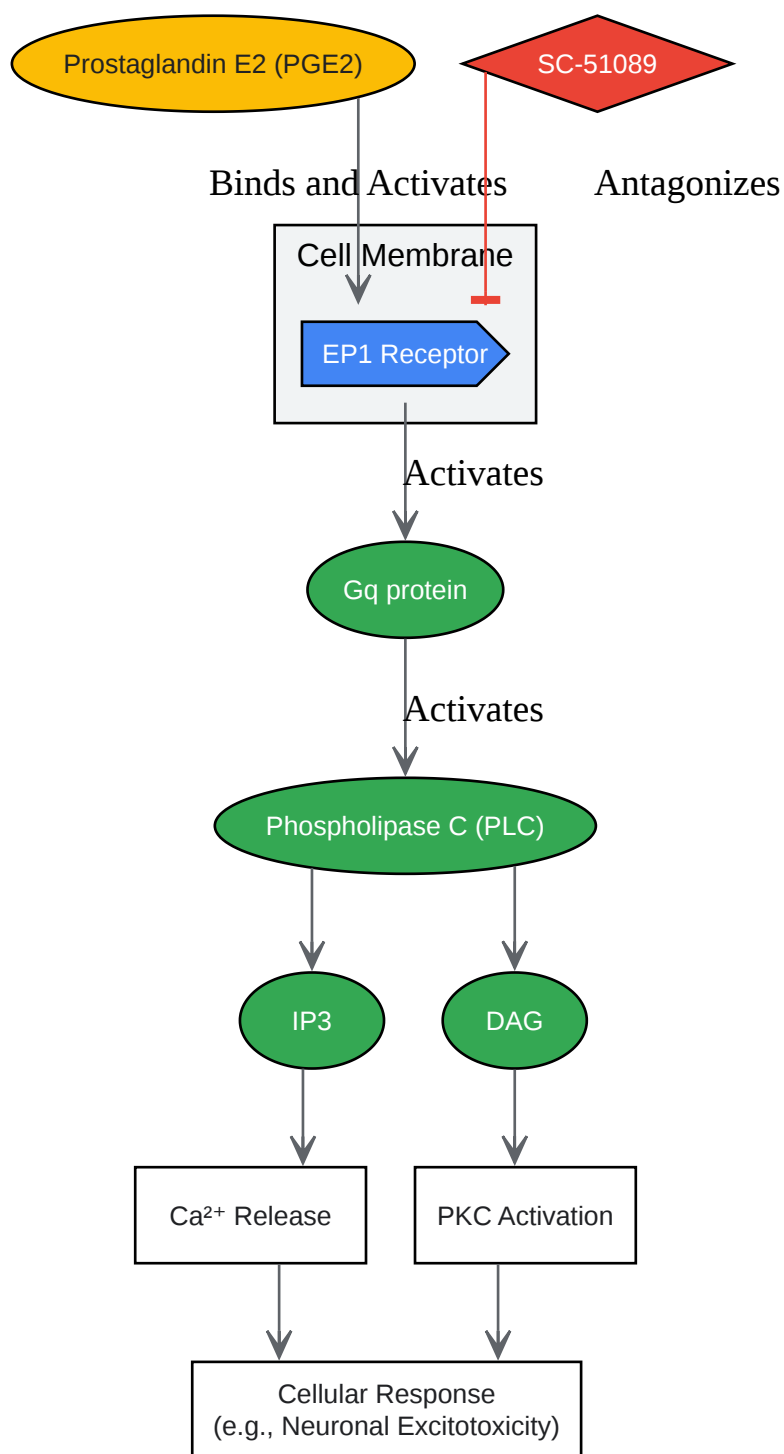 Prostaglandin E2 (PGE2)
SC-51089
Binds and Activates
Antagonizes
Cell Membrane
EP1 Receptor
Activates
Gq protein
Activates
Phospholipase C (PLC)
IP3
DAG
Ca²⁺ Release
PKC Activation
Cellular Response
(e.g., Neuronal Excitotoxicity)